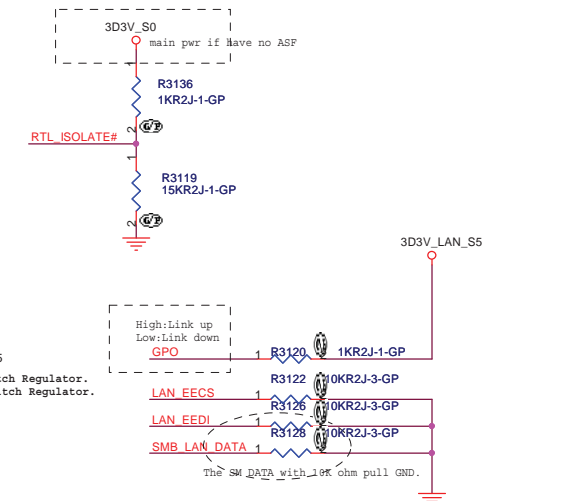 3D3V_S0
main pwr if have no ASF
1
R3136
1KR2J-1-GP
2
G/P
RTL_ISOLATE#
1
R3119
15KR2J-1-GP
2
G/P
3D3V_LAN_S5
High:Link up
Low:Link down
GPO
1
R3120
1KR2J-1-GP
tch Regulator.
itch Regulator.
LAN_EECS
1
R3122
10KR2J-3-GP
LAN_EEDI
1
R3126
10KR2J-3-GP
SMB_LAN_DATA
1
R3128
10KR2J-3-GP
The SM DATA with 10K ohm pull GND.